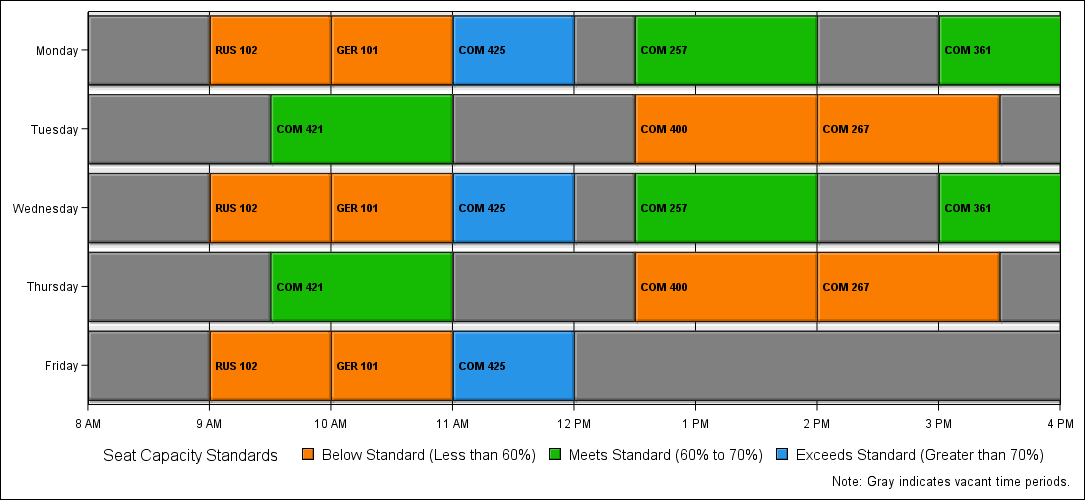 Monday RUS 102 GER 101 COM 425 COM 257 COM 361
Tuesday COM 421 COM 400 COM 267
Wednesday RUS 102 GER 101 COM 425 COM 257 COM 361
Thursday COM 421 COM 400 COM 267
Friday RUS 102 GER 101 COM 425
8 AM 9 AM 10 AM 11 AM 12 PM 1 PM 2 PM 3 PM 4 PM
Seat Capacity Standards Below Standard (Less than 60%) Meets Standard (60% to 70%) Exceeds Standard (Greater than 70%)
Note: Gray indicates vacant time periods.